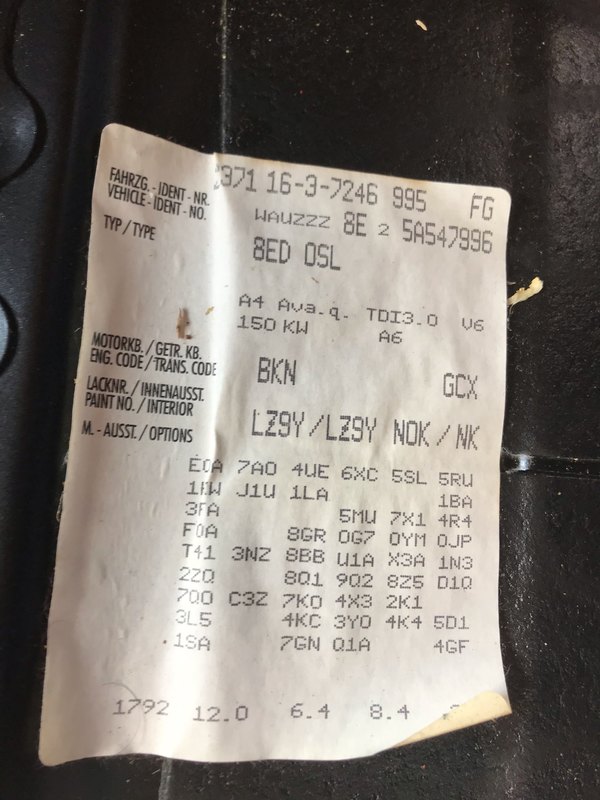 371 16-3-7246 995 FG
FAHRZG.-IDENT-NR.
VEHICLE-IDENT-NO.
WAUZZZ 8E 2 5A547996
TYP / TYPE
8ED 0SL
A4 Ava.q. TDI3.0 V6
150 KW A6
MOTORKB. / GETR. KB.
ENG. CODE / TRANS. CODE
BKN GCX
LACKNR. / INNENAUSST.
PAINT NO. / INTERIOR
LZ9Y / LZ9Y N0K / NK
M. - AUSST. / OPTIONS
E0A 7A0 4UE 6XC 5SL 5RU
1KW J1U 1LA 1BA
3FA 5MU 7X1 4R4
F0A 8GR 0G7 0YM 0JP
T41 3NZ 8BB U1A X3A 1N3
2ZQ 8Q1 9Q2 8Z5 D1Q
7Q0 C3Z 7K0 4X3 2K1
3L5 4KC 3Y0 4K4 5D1
1SA 7GN Q1A 4GF
1792 12.0 6.4 8.4